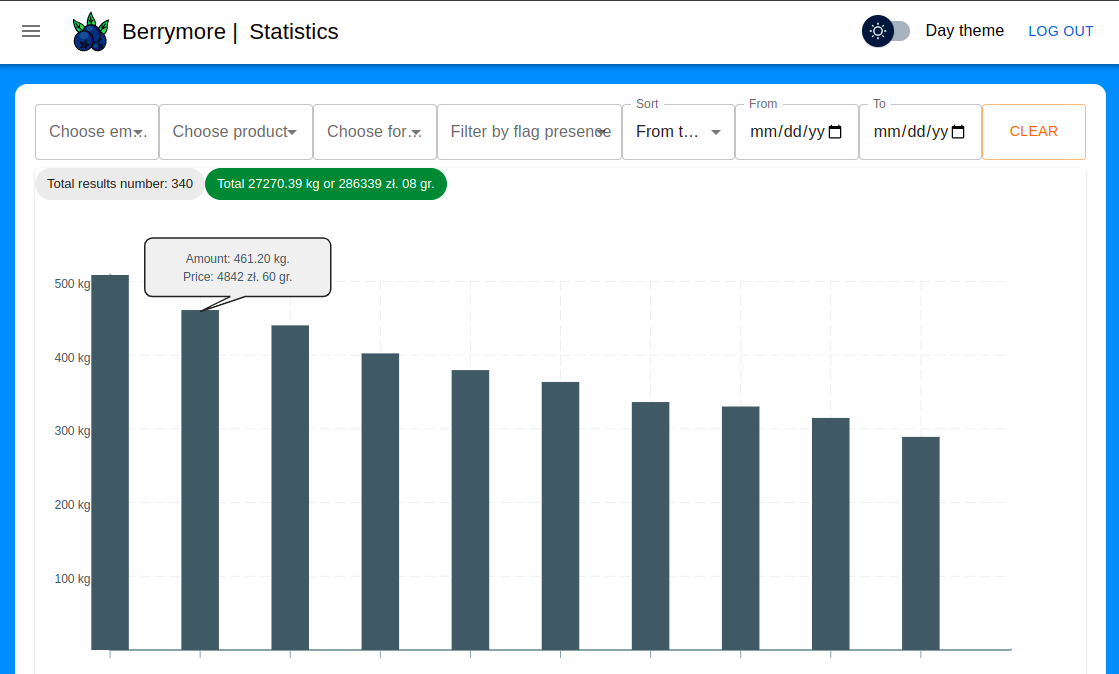 Berrymore | Statistics
Day theme
LOG OUT
Choose em...
Choose product
Choose for...
Filter by flag presence
Sort
From t...
From
mm/dd/yy
To
mm/dd/yy
CLEAR
Total results number: 340
Total 27270.39 kg or 286339 zł. 08 gr.
Amount: 461.20 kg.
Price: 4842 zł. 60 gr.
500 kg
400 kg
300 kg
200 kg
100 kg